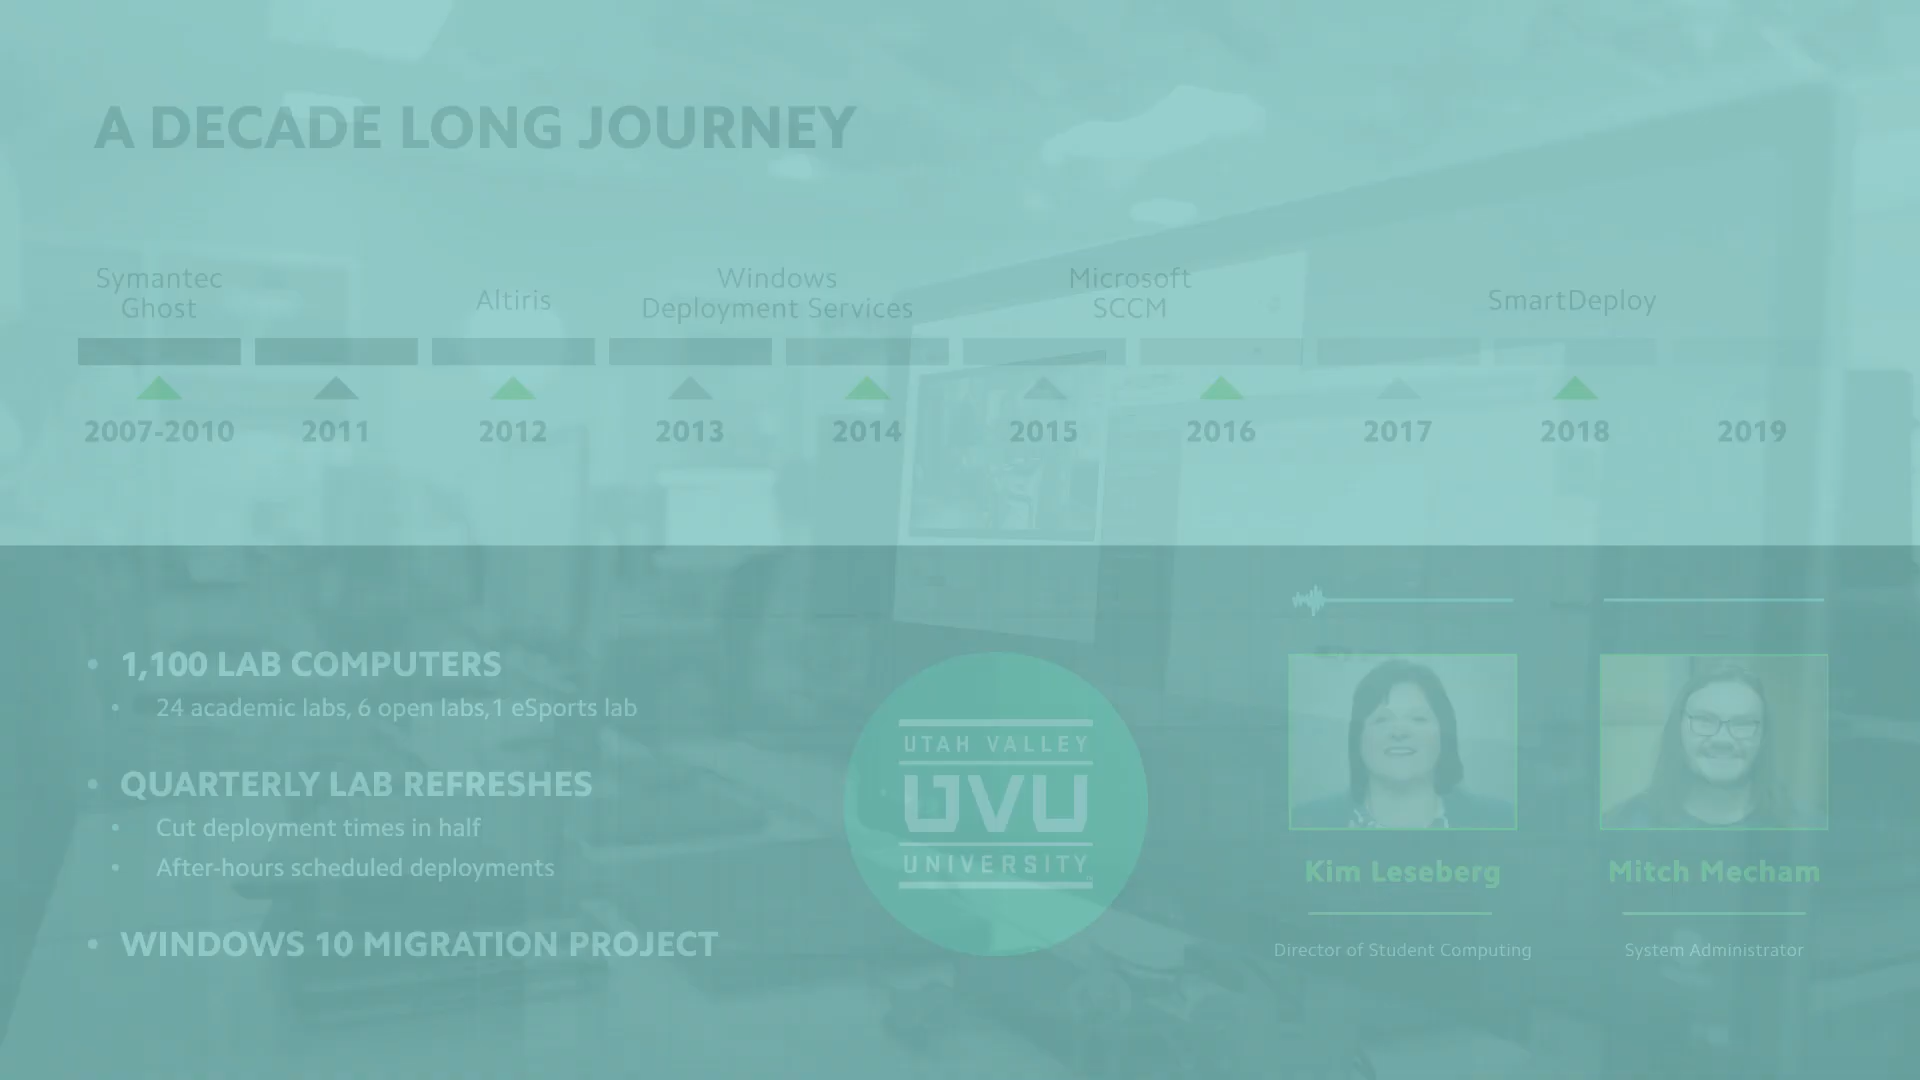 A DECADE LONG JOURNEY
Symantec
Ghost
Altiris
Windows
Deployment Services
Microsoft
SCCM
SmartDeploy
2007-2010
2011
2012
2013
2014
2015
2016
2017
2018
2019
• 1,100 LAB COMPUTERS
• 24 academic labs, 6 open labs,1 eSports lab
• QUARTERLY LAB REFRESHES
• Cut deployment times in half
• After-hours scheduled deployments
• WINDOWS 10 MIGRATION PROJECT
UTAH VALLEY
UVU
UNIVERSITY
Kim Leseberg
Director of Student Computing
Mitch Mecham
System Administrator